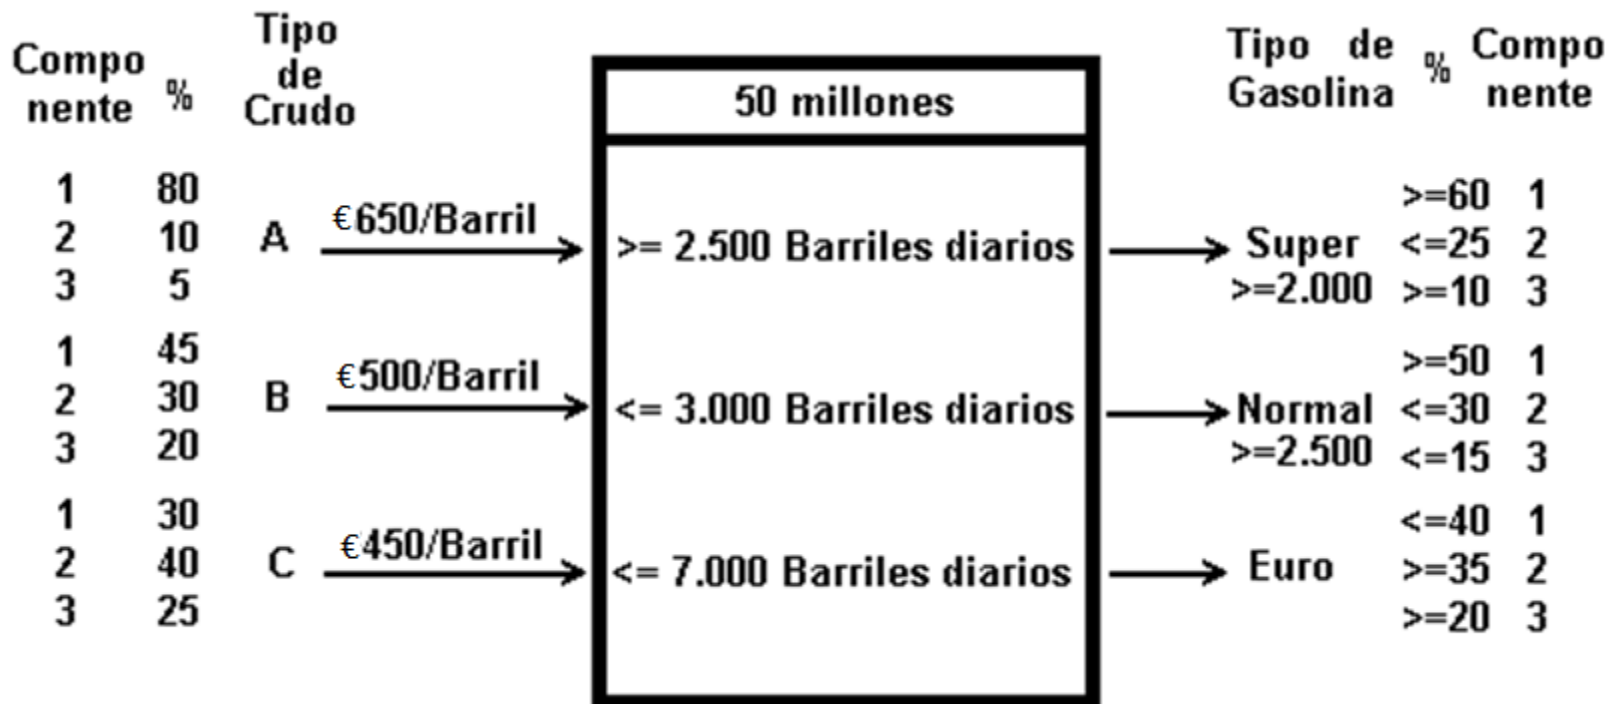 Compo
nente
%
Tipo
de
Crudo
50 millones
Tipo de
Gasolina
%
Compo
nente
1 80
2 10
3 5
A
€650/Barril
>= 2.500 Barriles diarios
Super
>=2.000
>=60 1
<=25 2
>=10 3
1 45
2 30
3 20
B
€500/Barril
<= 3.000 Barriles diarios
Normal
>=2.500
>=50 1
<=30 2
<=15 3
1 30
2 40
3 25
C
€450/Barril
<= 7.000 Barriles diarios
Euro
<=40 1
>=35 2
>=20 3